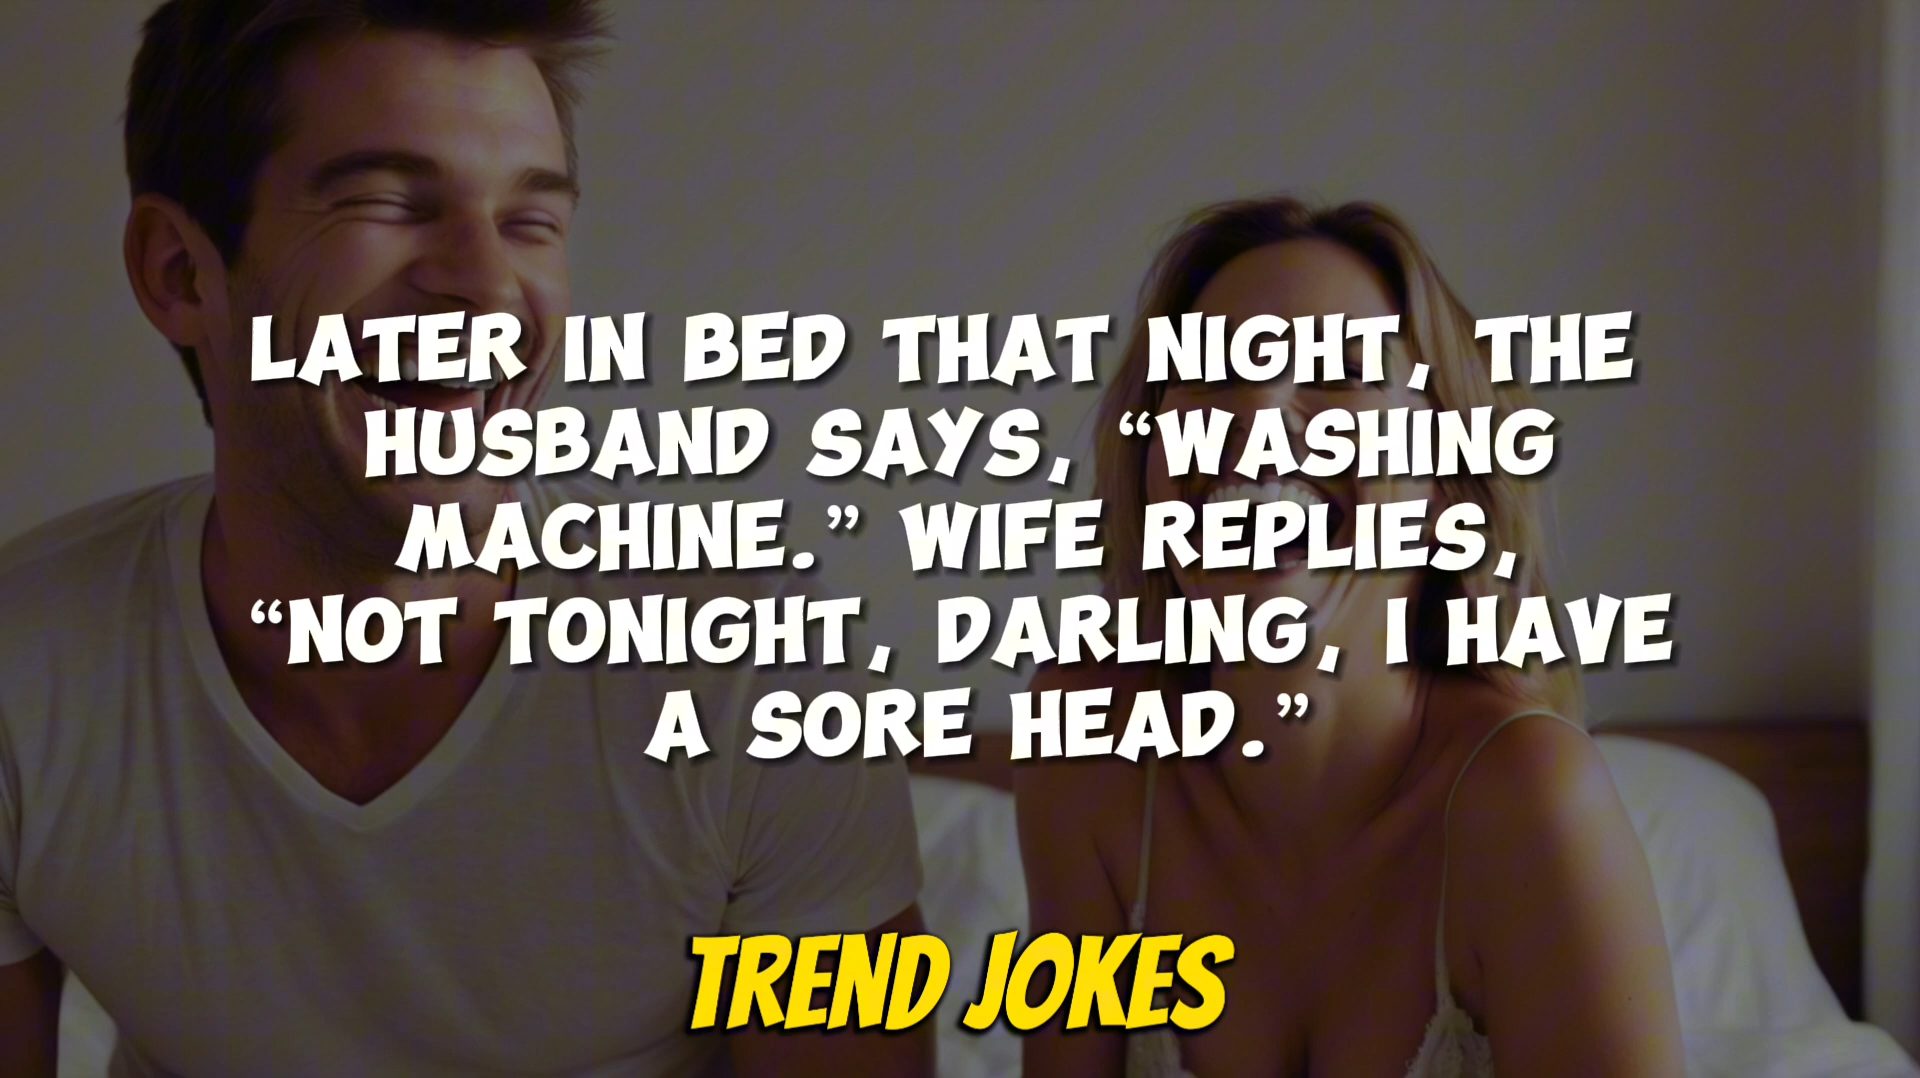 LATER IN BED THAT NIGHT, THE
HUSBAND SAYS, “WASHING
MACHINE.” WIFE REPLIES,
“NOT TONIGHT, DARLING, I HAVE
A SORE HEAD.”
TREND JOKES